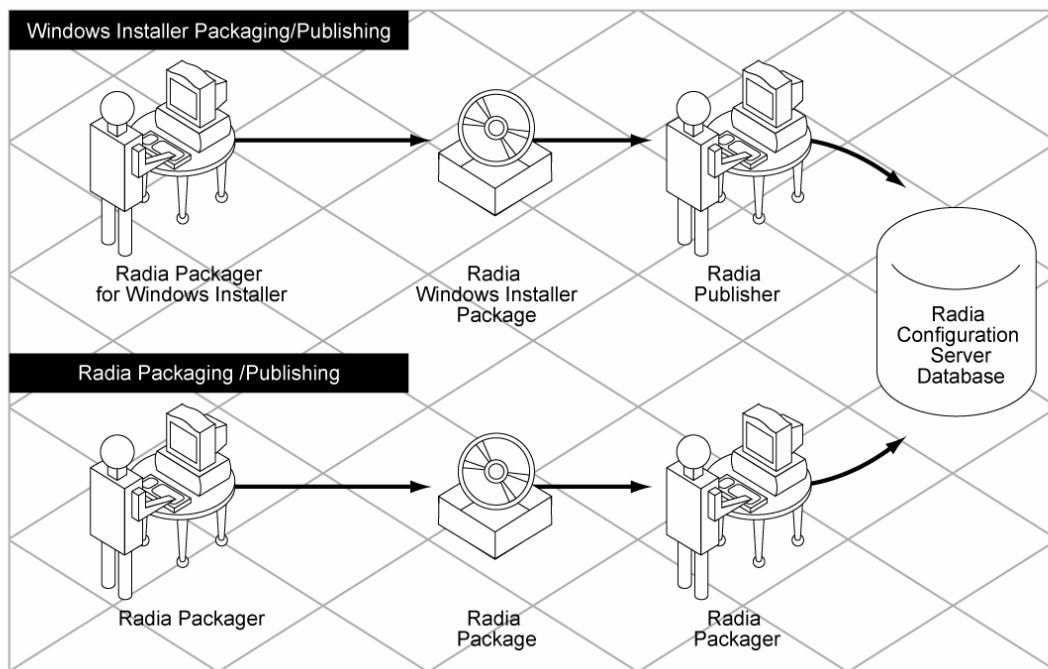 Windows Installer Packaging/Publishing
Radia Packager
for Windows Installer
Radia
Windows Installer
Package
Radia
Publisher
Radia
Configuration
Server
Database
Radia Packaging /Publishing
Radia Packager
Radia
Package
Radia
Packager